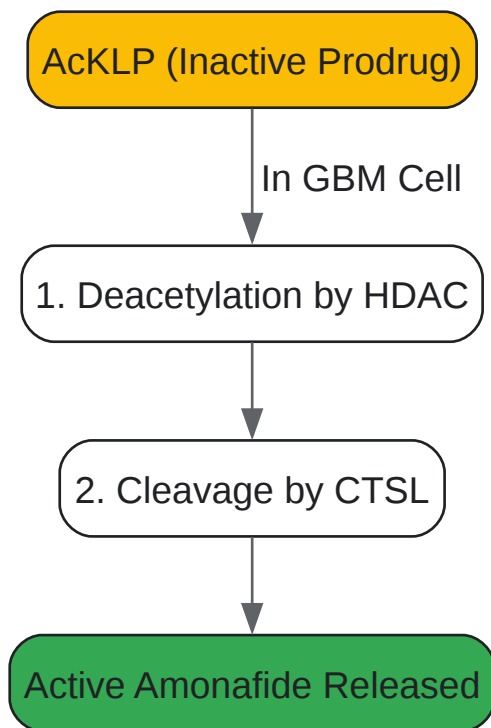 AcKLP (Inactive Prodrug)
In GBM Cell
1. Deacetylation by HDAC
2. Cleavage by CTSL
Active Amonafide Released